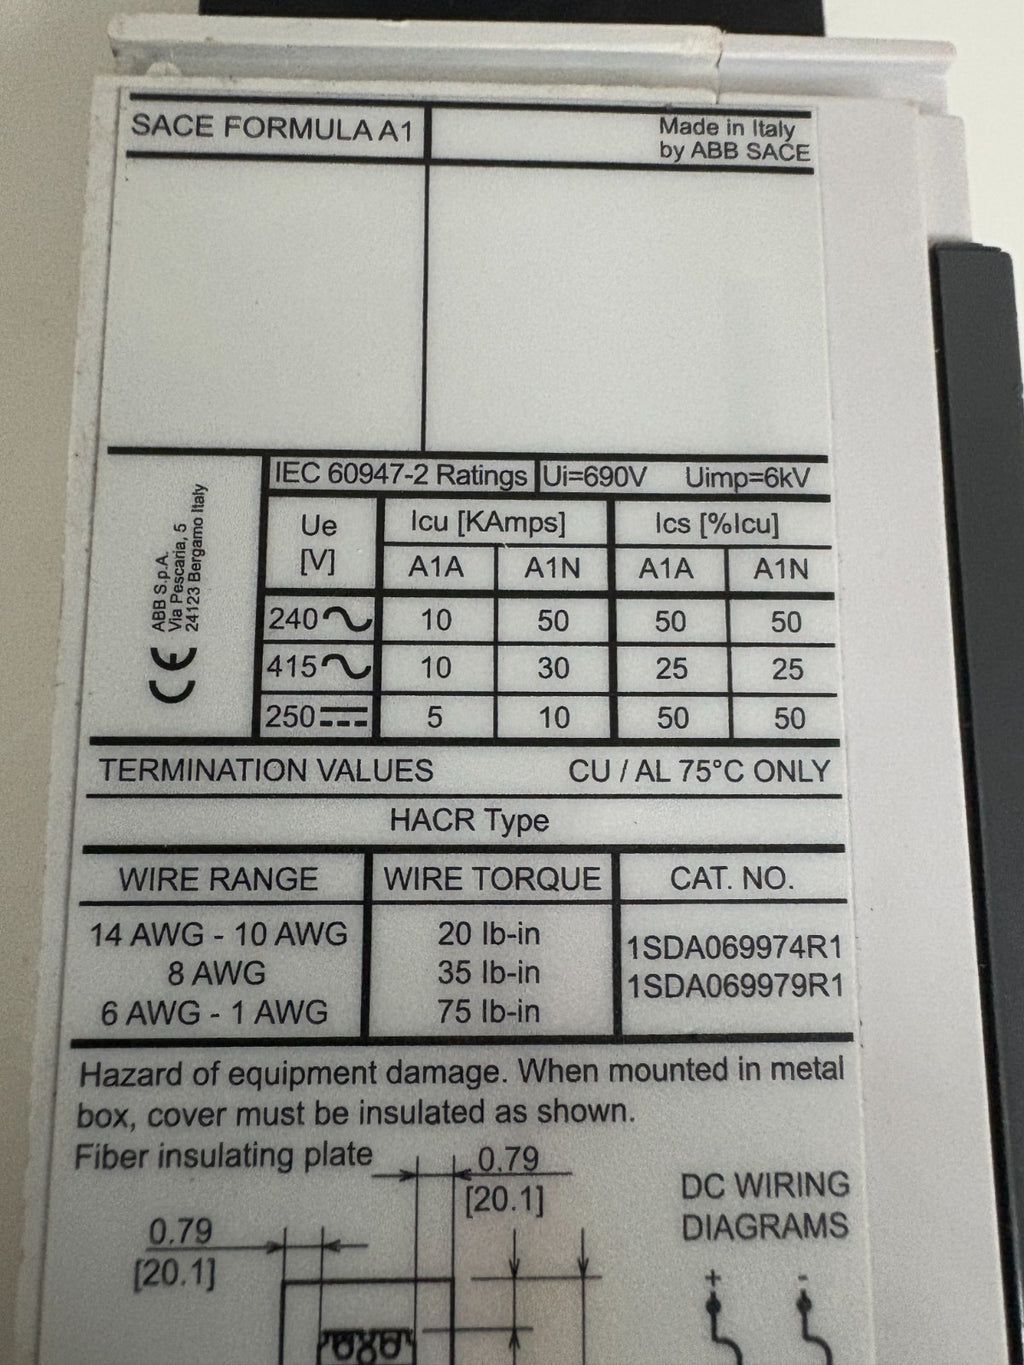 SACE FORMULA A1
Made in Italy
by ABB SACE
ABB S.p.A.
Via Pescaria, 5
24123 Bergamo Italy
CE
IEC 60947-2 Ratings Ui=690V Uimp=6kV
Ue [V] Icu [KAmps] Ics [%Icu]
A1A A1N A1A A1N
240 10 50 50 50
415 10 30 25 25
250 5 10 50 50
TERMINATION VALUES CU / AL 75°C ONLY
HACR Type
WIRE RANGE WIRE TORQUE CAT. NO.
14 AWG - 10 AWG 20 lb-in 1SDA069974R1
8 AWG 35 lb-in 1SDA069979R1
6 AWG - 1 AWG 75 lb-in
Hazard of equipment damage. When mounted in metal
box, cover must be insulated as shown.
Fiber insulating plate
0.79
[20.1]
0.79
[20.1]
DC WIRING
DIAGRAMS
+ -